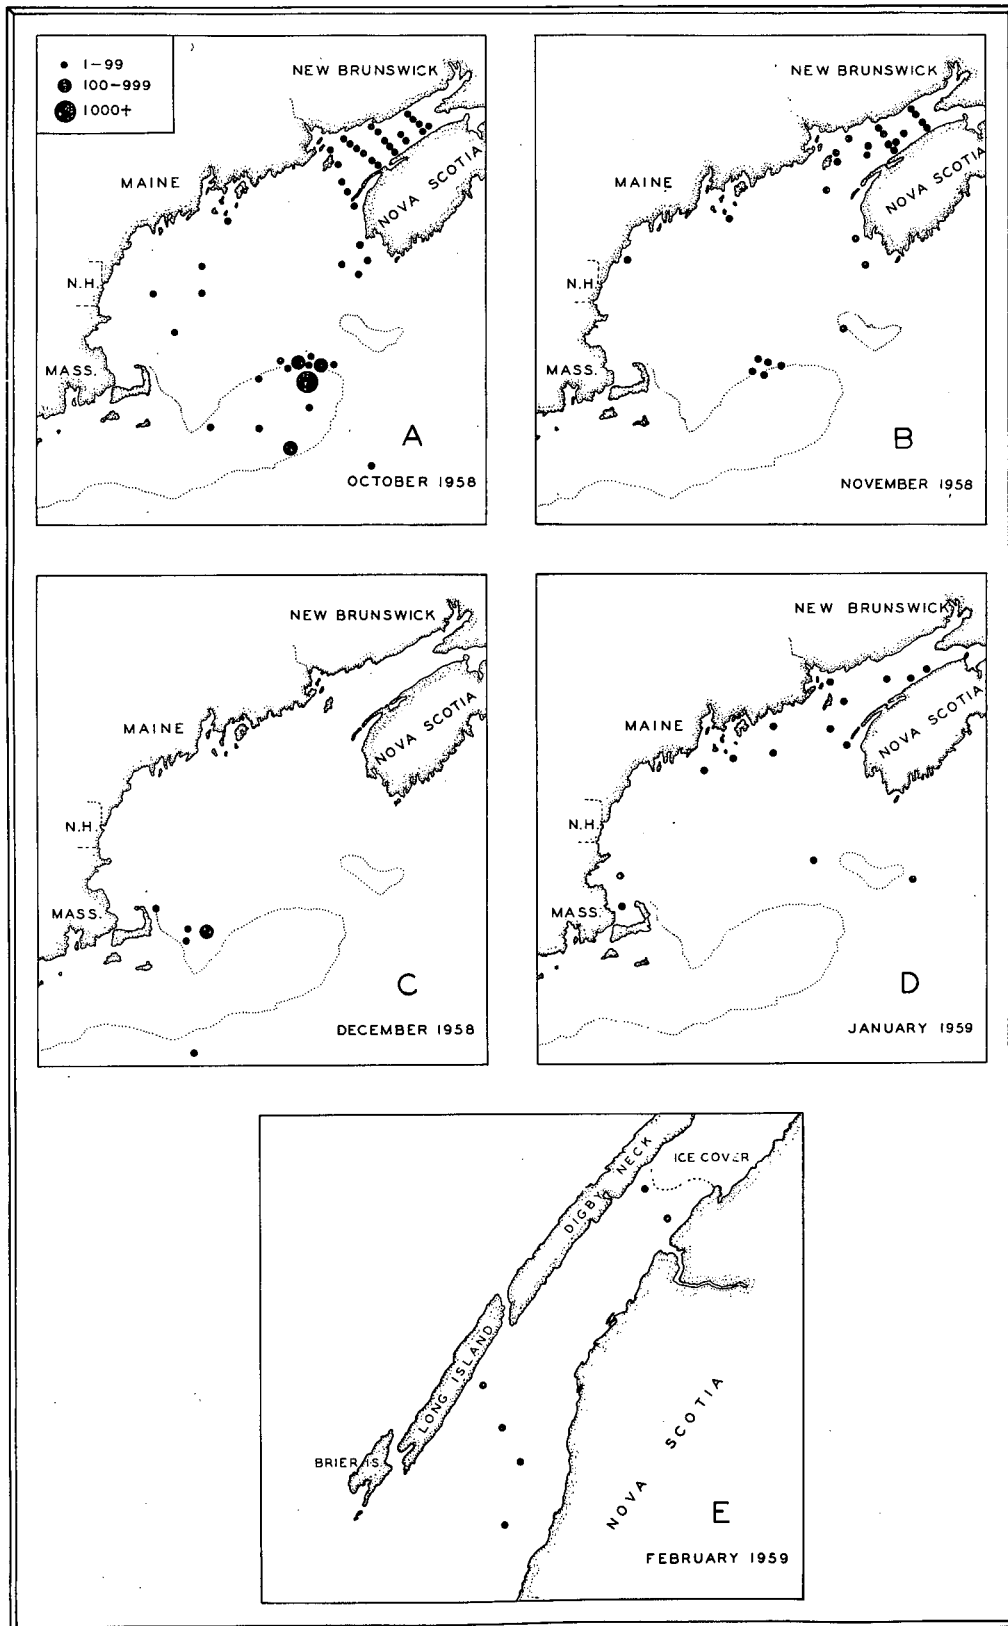 1-99
100-999
1000+
NEW BRUNSWICK
MAINE
NOVA SCOTIA
N.H.
MASS.
A
OCTOBER 1958
NEW BRUNSWICK
MAINE
NOVA SCOTIA
N.H.
MASS.
B
NOVEMBER 1958
NEW BRUNSWICK
MAINE
NOVA SCOTIA
N.H.
MASS.
C
DECEMBER 1958
NEW BRUNSWICK
MAINE
NOVA SCOTIA
N.H.
MASS.
D
JANUARY 1959
ICE COVER
DIGBY NECK
LONG ISLAND
BRIER IS.
NOVA SCOTIA
E
FEBRUARY 1959